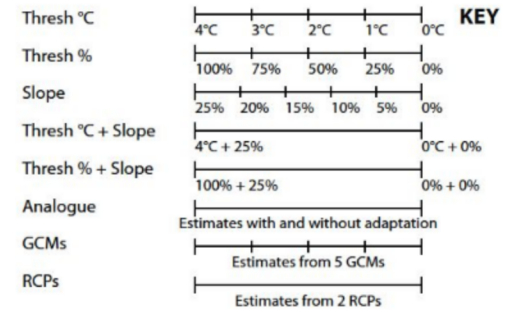 KEY
Thresh °C
4°C 3°C 2°C 1°C 0°C
Thresh %
100% 75% 50% 25% 0%
Slope
25% 20% 15% 10% 5% 0%
Thresh °C + Slope
4°C + 25% 0°C + 0%
Thresh % + Slope
100% + 25% 0% + 0%
Analogue
Estimates with and without adaptation
GCMs
Estimates from 5 GCMs
RCPs
Estimates from 2 RCPs